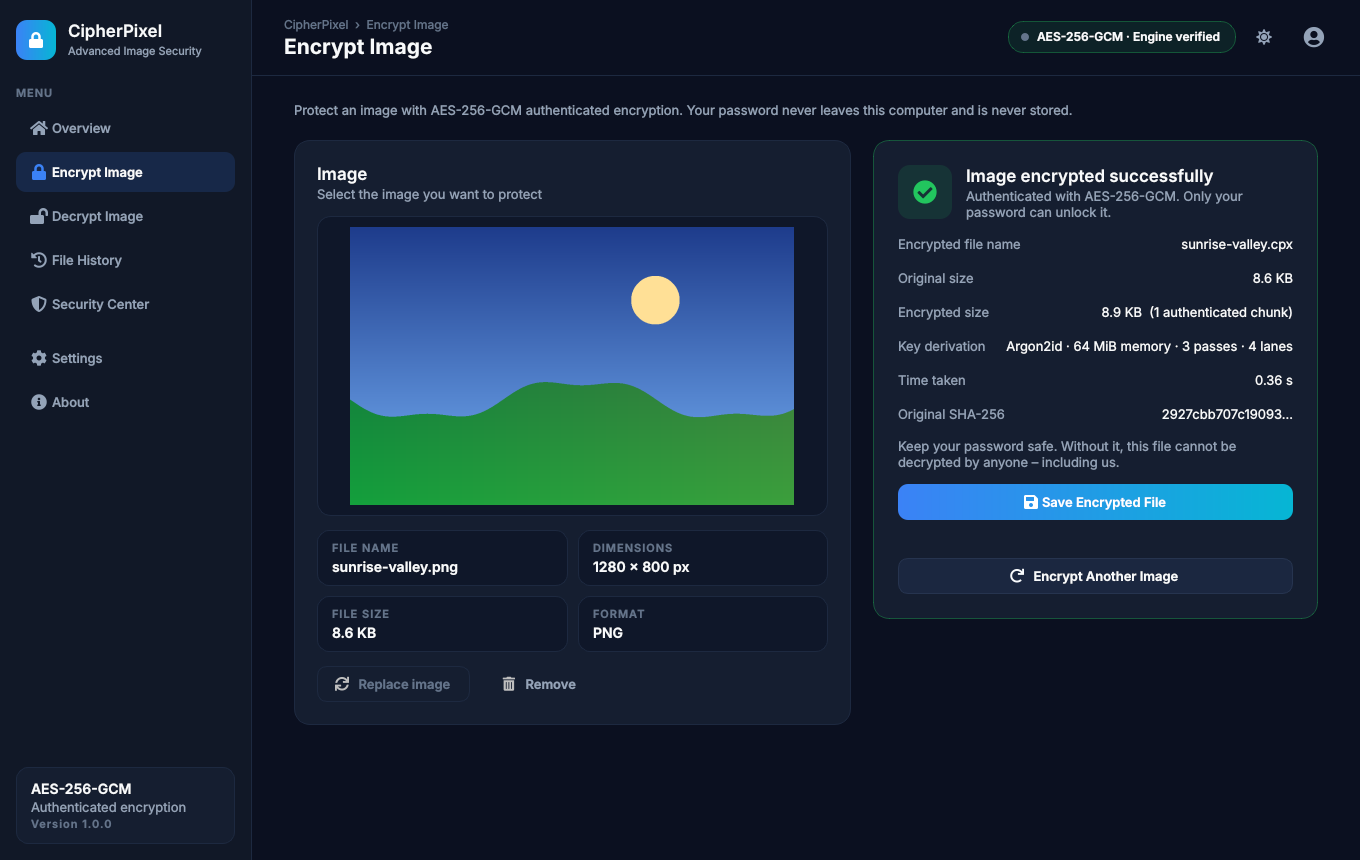 CipherPixel
Advanced Image Security
MENU
Overview
Encrypt Image
Decrypt Image
File History
Security Center
Settings
About
AES-256-GCM
Authenticated encryption
Version 1.0.0
CipherPixel › Encrypt Image
Encrypt Image
AES-256-GCM · Engine verified
Protect an image with AES-256-GCM authenticated encryption. Your password never leaves this computer and is never stored.
Image
Select the image you want to protect
FILE NAME
sunrise-valley.png
DIMENSIONS
1280 × 800 px
FILE SIZE
8.6 KB
FORMAT
PNG
Replace image
Remove
Image encrypted successfully
Authenticated with AES-256-GCM. Only your
password can unlock it.
Encrypted file name sunrise-valley.cpx
Original size 8.6 KB
Encrypted size 8.9 KB (1 authenticated chunk)
Key derivation Argon2id · 64 MiB memory · 3 passes · 4 lanes
Time taken 0.36 s
Original SHA-256 2927cbb707c19093...
Keep your password safe. Without it, this file cannot be
decrypted by anyone – including us.
Save Encrypted File
Encrypt Another Image